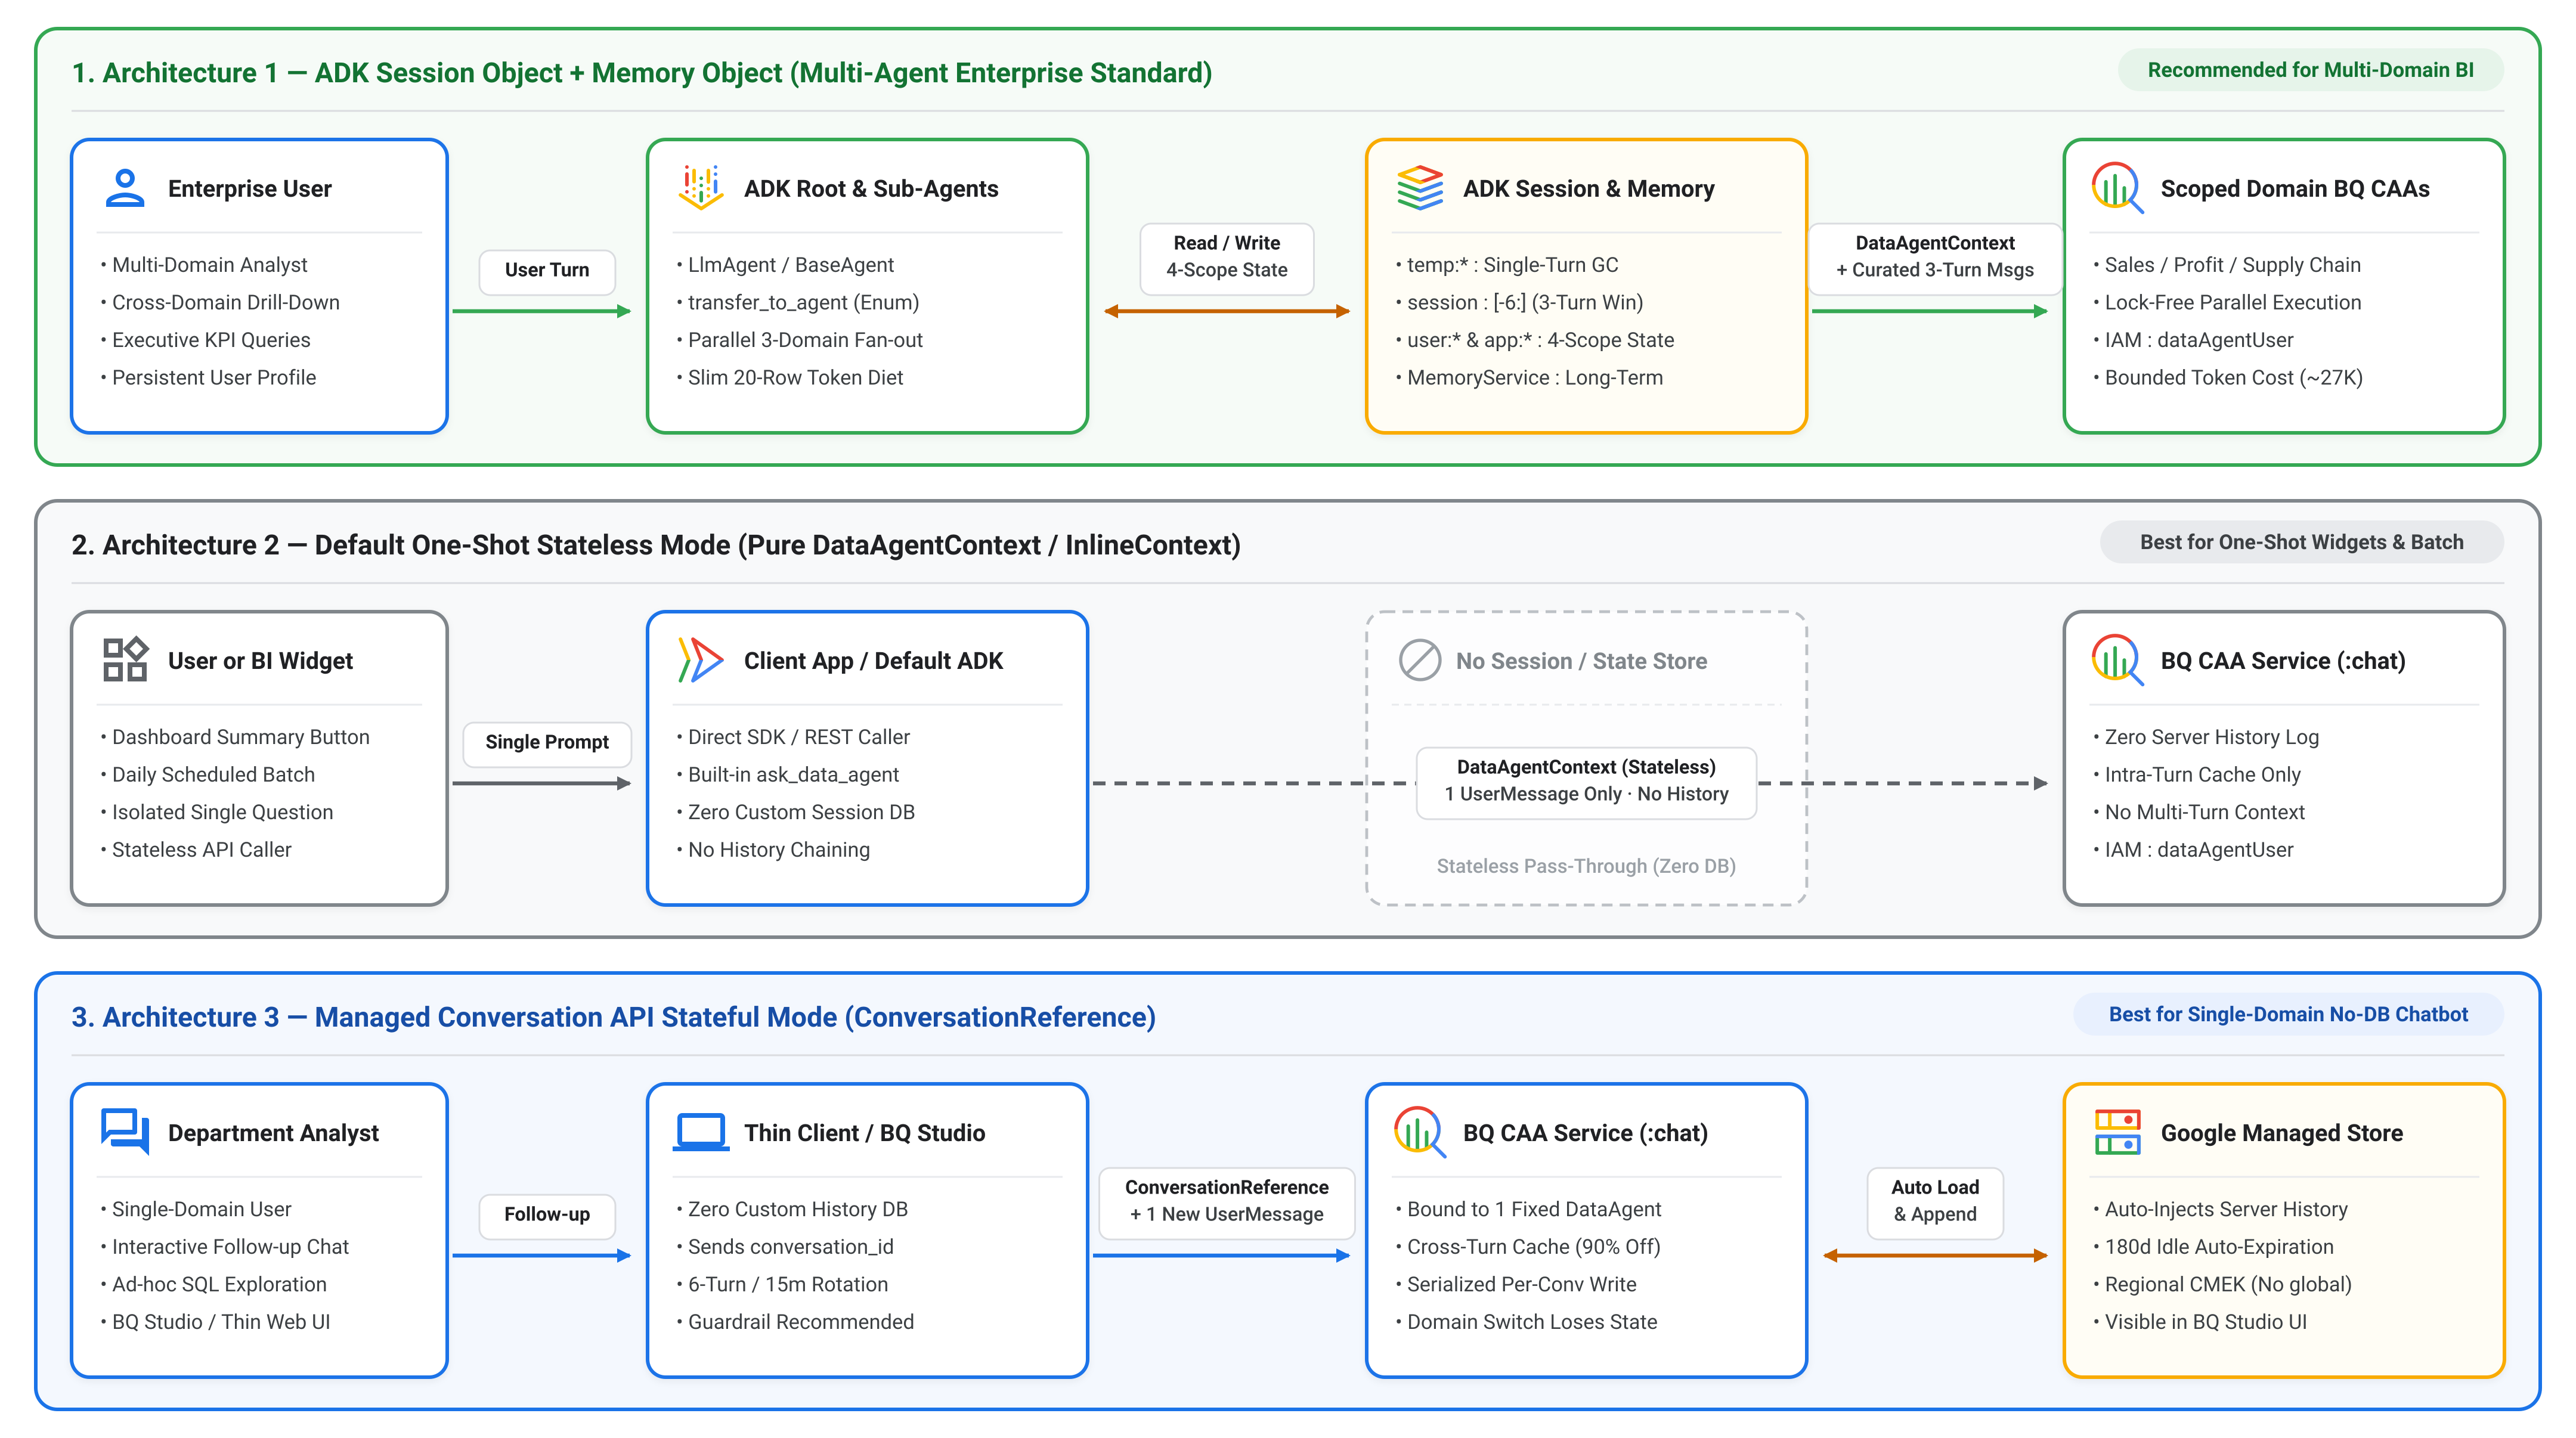 1. Architecture 1 — ADK Session Object + Memory Object (Multi-Agent Enterprise Standard)
Recommended for Multi-Domain BI
Enterprise User
• Multi-Domain Analyst
• Cross-Domain Drill-Down
• Executive KPI Queries
• Persistent User Profile
User Turn
ADK Root & Sub-Agents
• LlmAgent / BaseAgent
• transfer_to_agent (Enum)
• Parallel 3-Domain Fan-out
• Slim 20-Row Token Diet
Read / Write
4-Scope State
ADK Session & Memory
• temp:* : Single-Turn GC
• session : [-6:] (3-Turn Win)
• user:* & app:* : 4-Scope State
• MemoryService : Long-Term
DataAgentContext
+ Curated 3-Turn Msgs
Scoped Domain BQ CAAs
• Sales / Profit / Supply Chain
• Lock-Free Parallel Execution
• IAM : dataAgentUser
• Bounded Token Cost (~27K)
2. Architecture 2 — Default One-Shot Stateless Mode (Pure DataAgentContext / InlineContext)
Best for One-Shot Widgets & Batch
User or BI Widget
• Dashboard Summary Button
• Daily Scheduled Batch
• Isolated Single Question
• Stateless API Caller
Single Prompt
Client App / Default ADK
• Direct SDK / REST Caller
• Built-in ask_data_agent
• Zero Custom Session DB
• No History Chaining
No Session / State Store
DataAgentContext (Stateless)
1 UserMessage Only · No History
Stateless Pass-Through (Zero DB)
BQ CAA Service (:chat)
• Zero Server History Log
• Intra-Turn Cache Only
• No Multi-Turn Context
• IAM : dataAgentUser
3. Architecture 3 — Managed Conversation API Stateful Mode (ConversationReference)
Best for Single-Domain No-DB Chatbot
Department Analyst
• Single-Domain User
• Interactive Follow-up Chat
• Ad-hoc SQL Exploration
• BQ Studio / Thin Web UI
Follow-up
Thin Client / BQ Studio
• Zero Custom History DB
• Sends conversation_id
• 6-Turn / 15m Rotation
• Guardrail Recommended
ConversationReference
+ 1 New UserMessage
BQ CAA Service (:chat)
• Bound to 1 Fixed DataAgent
• Cross-Turn Cache (90% Off)
• Serialized Per-Conv Write
• Domain Switch Loses State
Auto Load
& Append
Google Managed Store
• Auto-Injects Server History
• 180d Idle Auto-Expiration
• Regional CMEK (No global)
• Visible in BQ Studio UI